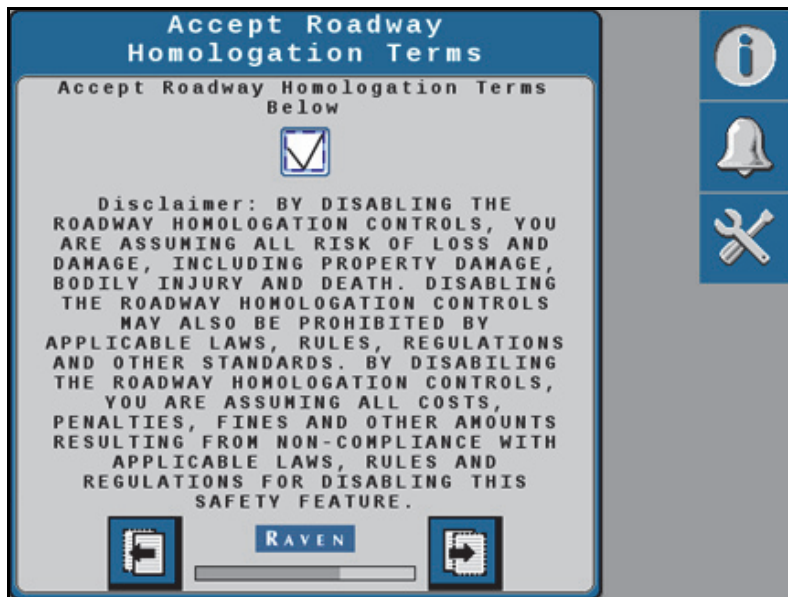 Accept Roadway
Homologation Terms
Accept Roadway Homologation Terms
Below
Disclaimer: BY DISABLING THE
ROADWAY HOMOLOGATION CONTROLS, YOU
ARE ASSUMING ALL RISK OF LOSS AND
DAMAGE, INCLUDING PROPERTY DAMAGE,
BODILY INJURY AND DEATH. DISABLING
THE ROADWAY HOMOLOGATION CONTROLS
MAY ALSO BE PROHIBITED BY
APPLICABLE LAWS, RULES, REGULATIONS
AND OTHER STANDARDS. BY DISABILING
THE ROADWAY HOMOLOGATION CONTROLS,
YOU ARE ASSUMING ALL COSTS,
PENALTIES, FINES AND OTHER AMOUNTS
RESULTING FROM NON-COMPLIANCE WITH
APPLICABLE LAWS, RULES AND
REGULATIONS FOR DISABLING THIS
SAFETY FEATURE.
RAVEN